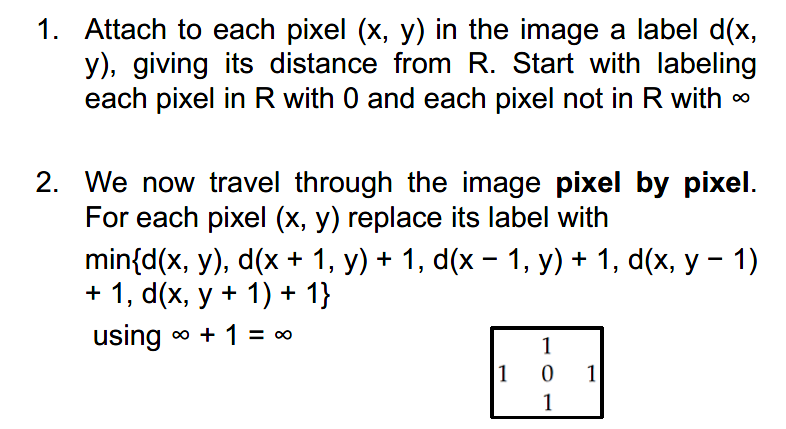 1. Attach to each pixel (x, y) in the image a label d(x,
y), giving its distance from R. Start with labeling
each pixel in R with 0 and each pixel not in R with ∞
2. We now travel through the image pixel by pixel.
For each pixel (x, y) replace its label with
min{d(x, y), d(x + 1, y) + 1, d(x − 1, y) + 1, d(x, y − 1)
+ 1, d(x, y + 1) + 1}
using ∞ + 1 = ∞
1
1 0 1
1